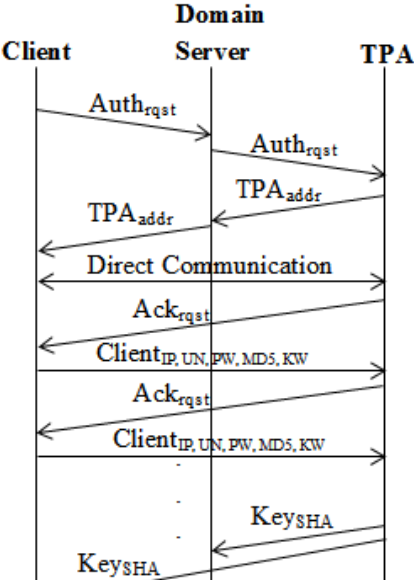 Domain
Client Server TPA
Auth_rqst
Auth_rqst
TPA_addr
TPA_addr
Direct Communication
Ack_rqst
Client_IP, UN, PW, MD5, KW
Ack_rqst
Client_IP, UN, PW, MD5, KW
Key_SHA
Key_SHA